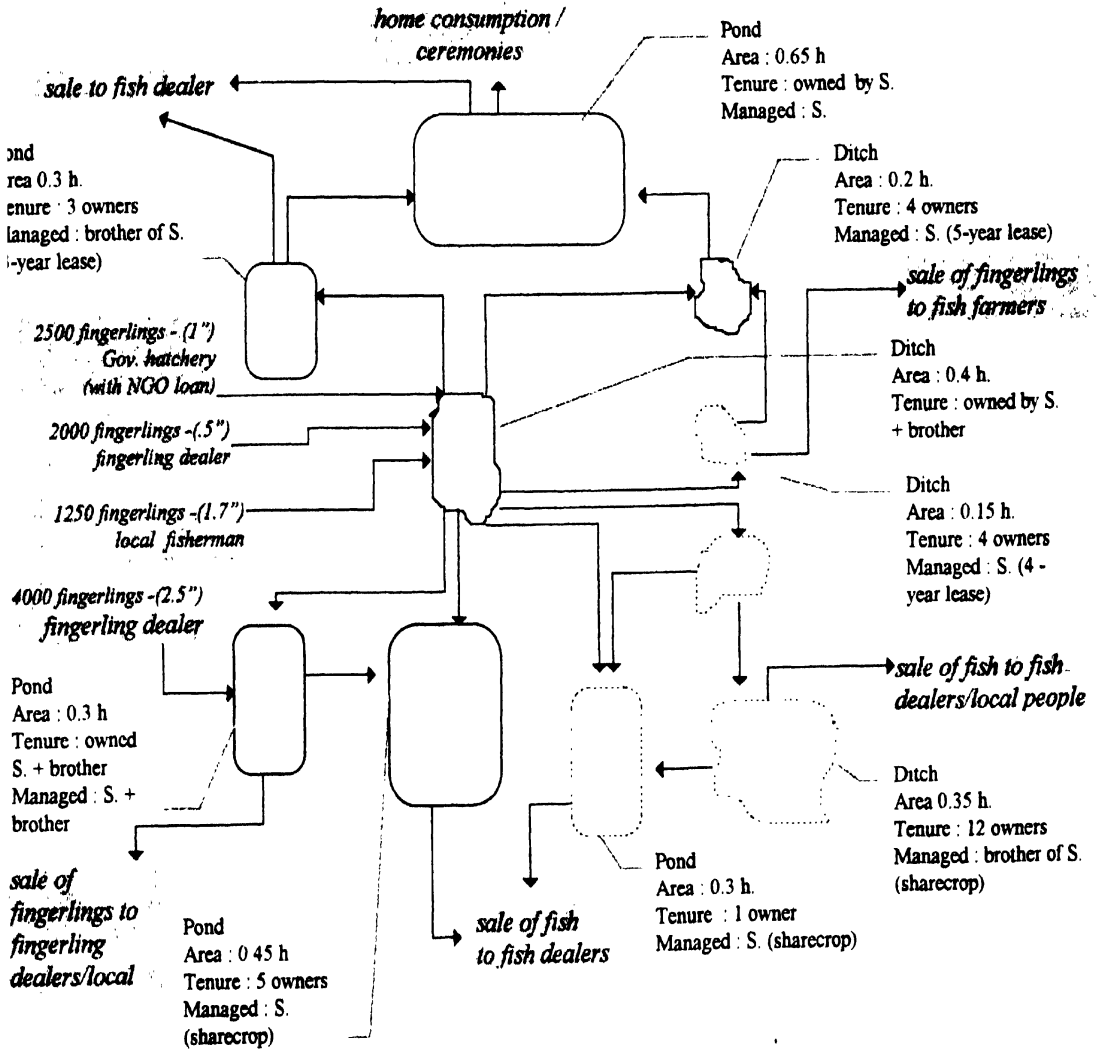 home consumption /
ceremonies
Pond
Area : 0.65 h
Tenure : owned by S.
Managed : S.
sale to fish dealer
ond
rea 0.3 h.
enure : 3 owners
anaged : brother of S.
-year lease)
Ditch
Area : 0.2 h.
Tenure : 4 owners
Managed : S. (5-year lease)
sale of fingerlings
to fish farmers
2500 fingerlings - (1")
Gov. hatchery
(with NGO loan)
Ditch
Area : 0.4 h.
Tenure : owned by S.
+ brother
2000 fingerlings -(.5")
fingerling dealer
1250 fingerlings -(1.7")
local fisherman
Ditch
Area : 0.15 h.
Tenure : 4 owners
Managed : S. (4 -
year lease)
4000 fingerlings -(2.5")
fingerling dealer
Pond
Area : 0.3 h
Tenure : owned
S. + brother
Managed : S. +
brother
sale of fish to fish
dealers/local people
Ditch
Area 0.35 h.
Tenure : 12 owners
Managed : brother of S.
(sharecrop)
Pond
Area : 0.3 h.
Tenure : 1 owner
Managed : S. (sharecrop)
sale of
fingerlings to
fingerling
dealers/local
Pond
Area : 0 45 h
Tenure : 5 owners
Managed : S.
(sharecrop)
sale of fish
to fish dealers